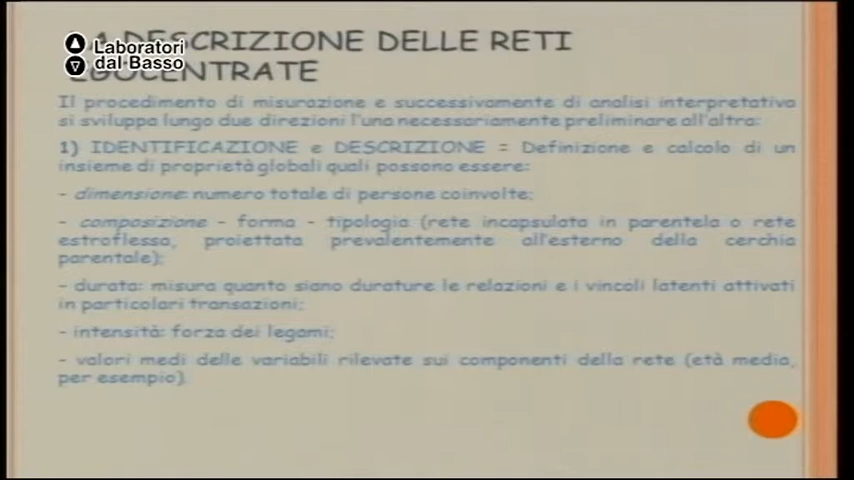 Laboratori
dal Basso
LA DESCRIZIONE DELLE RETI
EGOCENTRATE
Il procedimento di misurazione e successivamente di analisi interpretativa
si sviluppa lungo due direzioni l'una necessariamente preliminare all'altra:
1) IDENTIFICAZIONE e DESCRIZIONE = Definizione e calcolo di un
insieme di proprietà globali quali possono essere:
- dimensione: numero totale di persone coinvolte;
- composizione - forma - tipologia (rete incapsulata in parentela o rete
estroflessa, proiettata prevalentemente all'esterno della cerchia
parentale);
- durata: misura quanto siano durature le relazioni e i vincoli latenti attivati
in particolari transazioni;
- intensità: forza dei legami;
- valori medi delle variabili rilevate sui componenti della rete (età media,
per esempio).